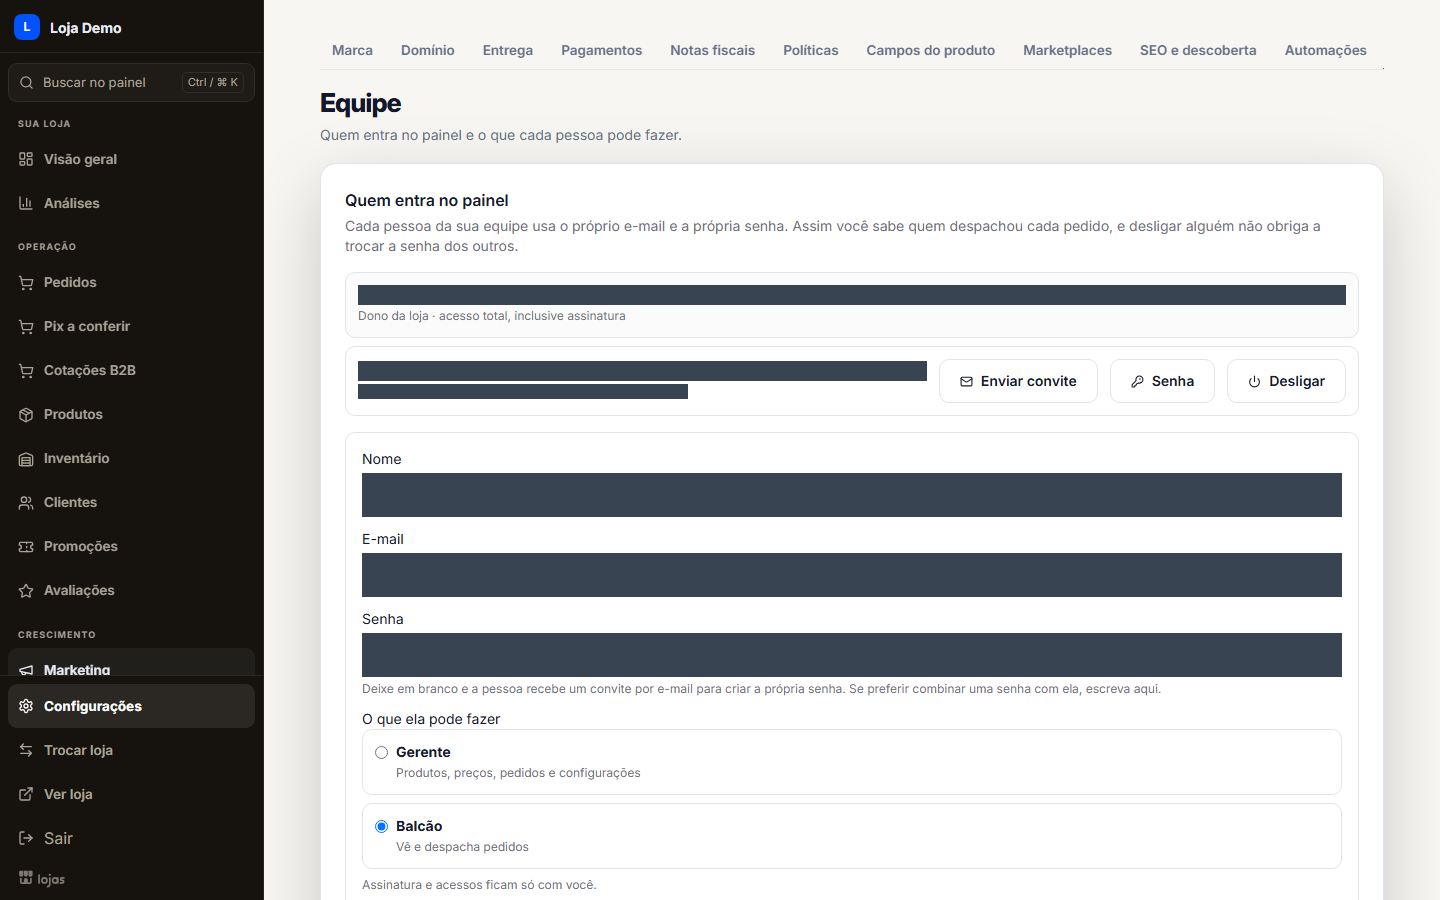 L Loja Demo
Buscar no painel Ctrl / ⌘ K
SUA LOJA
Visão geral
Análises
OPERAÇÃO
Pedidos
Pix a conferir
Cotações B2B
Produtos
Inventário
Clientes
Promoções
Avaliações
CRESCIMENTO
Marketing
Configurações
Trocar loja
Ver loja
Sair
lojas
Marca Domínio Entrega Pagamentos Notas fiscais Políticas Campos do produto Marketplaces SEO e descoberta Automações
Equipe
Quem entra no painel e o que cada pessoa pode fazer.
Quem entra no painel
Cada pessoa da sua equipe usa o próprio e-mail e a própria senha. Assim você sabe quem despachou cada pedido, e desligar alguém não obriga a
trocar a senha dos outros.
Dono da loja · acesso total, inclusive assinatura
Enviar convite Senha Desligar
Nome
E-mail
Senha
Deixe em branco e a pessoa recebe um convite por e-mail para criar a própria senha. Se preferir combinar uma senha com ela, escreva aqui.
O que ela pode fazer
Gerente
Produtos, preços, pedidos e configurações
Balcão
Vê e despacha pedidos
Assinatura e acessos ficam só com você.